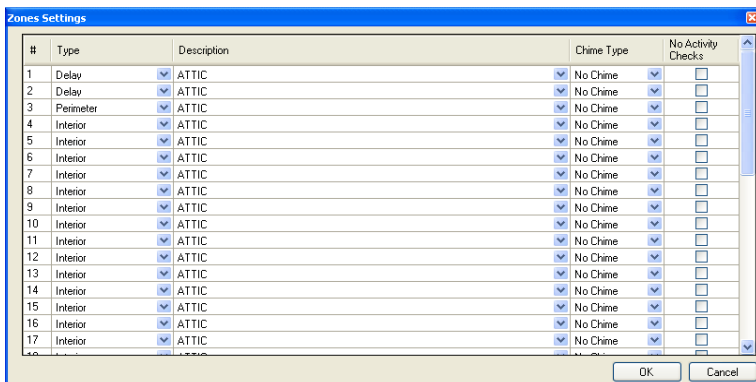 Zones Settings
# Type Description Chime Type No Activity Checks
1 Delay ATTIC No Chime
2 Delay ATTIC No Chime
3 Perimeter ATTIC No Chime
4 Interior ATTIC No Chime
5 Interior ATTIC No Chime
6 Interior ATTIC No Chime
7 Interior ATTIC No Chime
8 Interior ATTIC No Chime
9 Interior ATTIC No Chime
10 Interior ATTIC No Chime
11 Interior ATTIC No Chime
12 Interior ATTIC No Chime
13 Interior ATTIC No Chime
14 Interior ATTIC No Chime
15 Interior ATTIC No Chime
16 Interior ATTIC No Chime
17 Interior ATTIC No Chime
OK Cancel